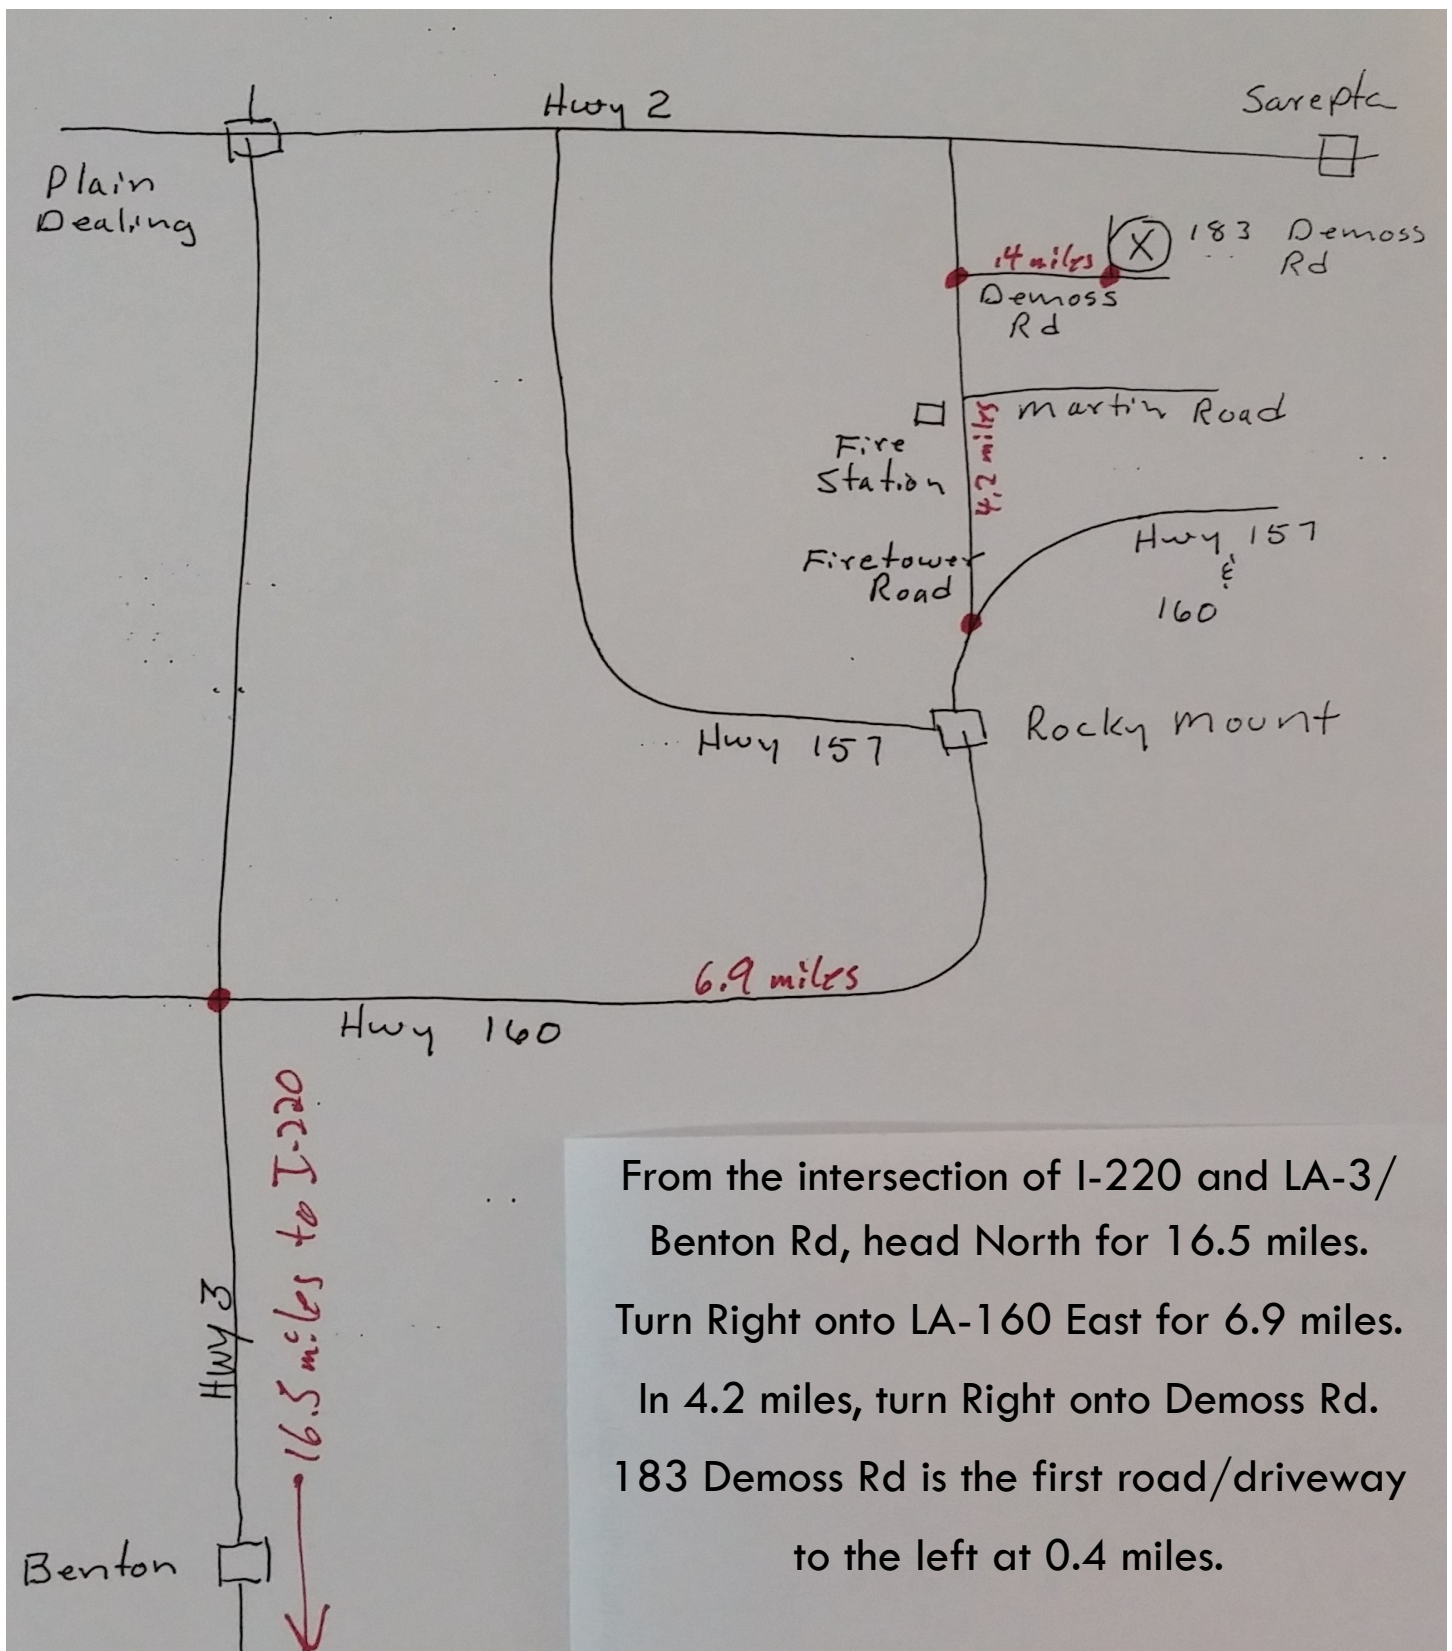 Hwy 2
Sarepta
Plain
Dealing
183 Demoss
Rd
.4 miles
Demoss
Rd
Martin Road
Fire
Station
4.2 miles
Firetower
Road
Hwy 157
&
160
Rocky Mount
Hwy 157
6.9 miles
Hwy 160
16.5 miles to I-220
HWY 3
Benton
From the intersection of I-220 and LA-3/
Benton Rd, head North for 16.5 miles.
Turn Right onto LA-160 East for 6.9 miles.
In 4.2 miles, turn Right onto Demoss Rd.
183 Demoss Rd is the first road/driveway
to the left at 0.4 miles.